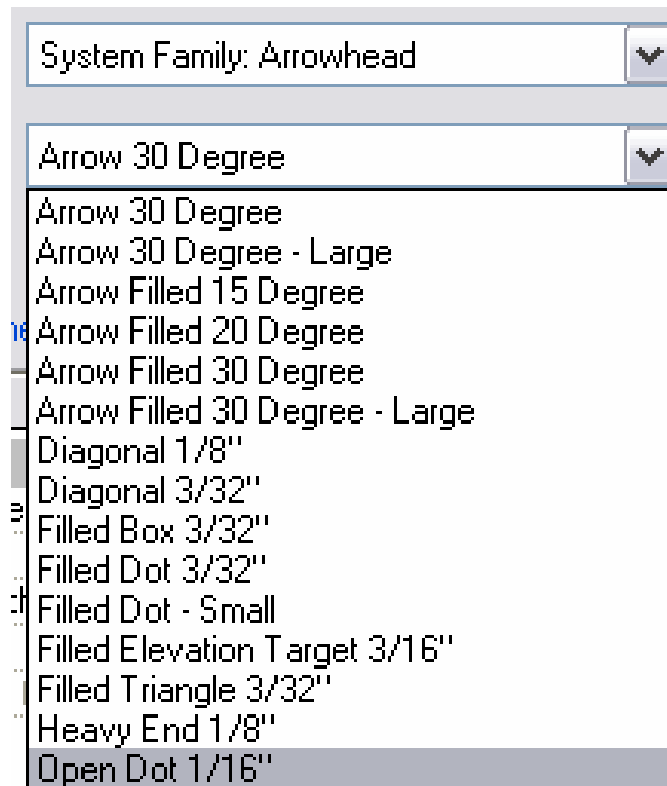 System Family: Arrowhead
Arrow 30 Degree
Arrow 30 Degree
Arrow 30 Degree - Large
Arrow Filled 15 Degree
Arrow Filled 20 Degree
Arrow Filled 30 Degree
Arrow Filled 30 Degree - Large
Diagonal 1/8"
Diagonal 3/32"
Filled Box 3/32"
Filled Dot 3/32"
Filled Dot - Small
Filled Elevation Target 3/16"
Filled Triangle 3/32"
Heavy End 1/8"
Open Dot 1/16"